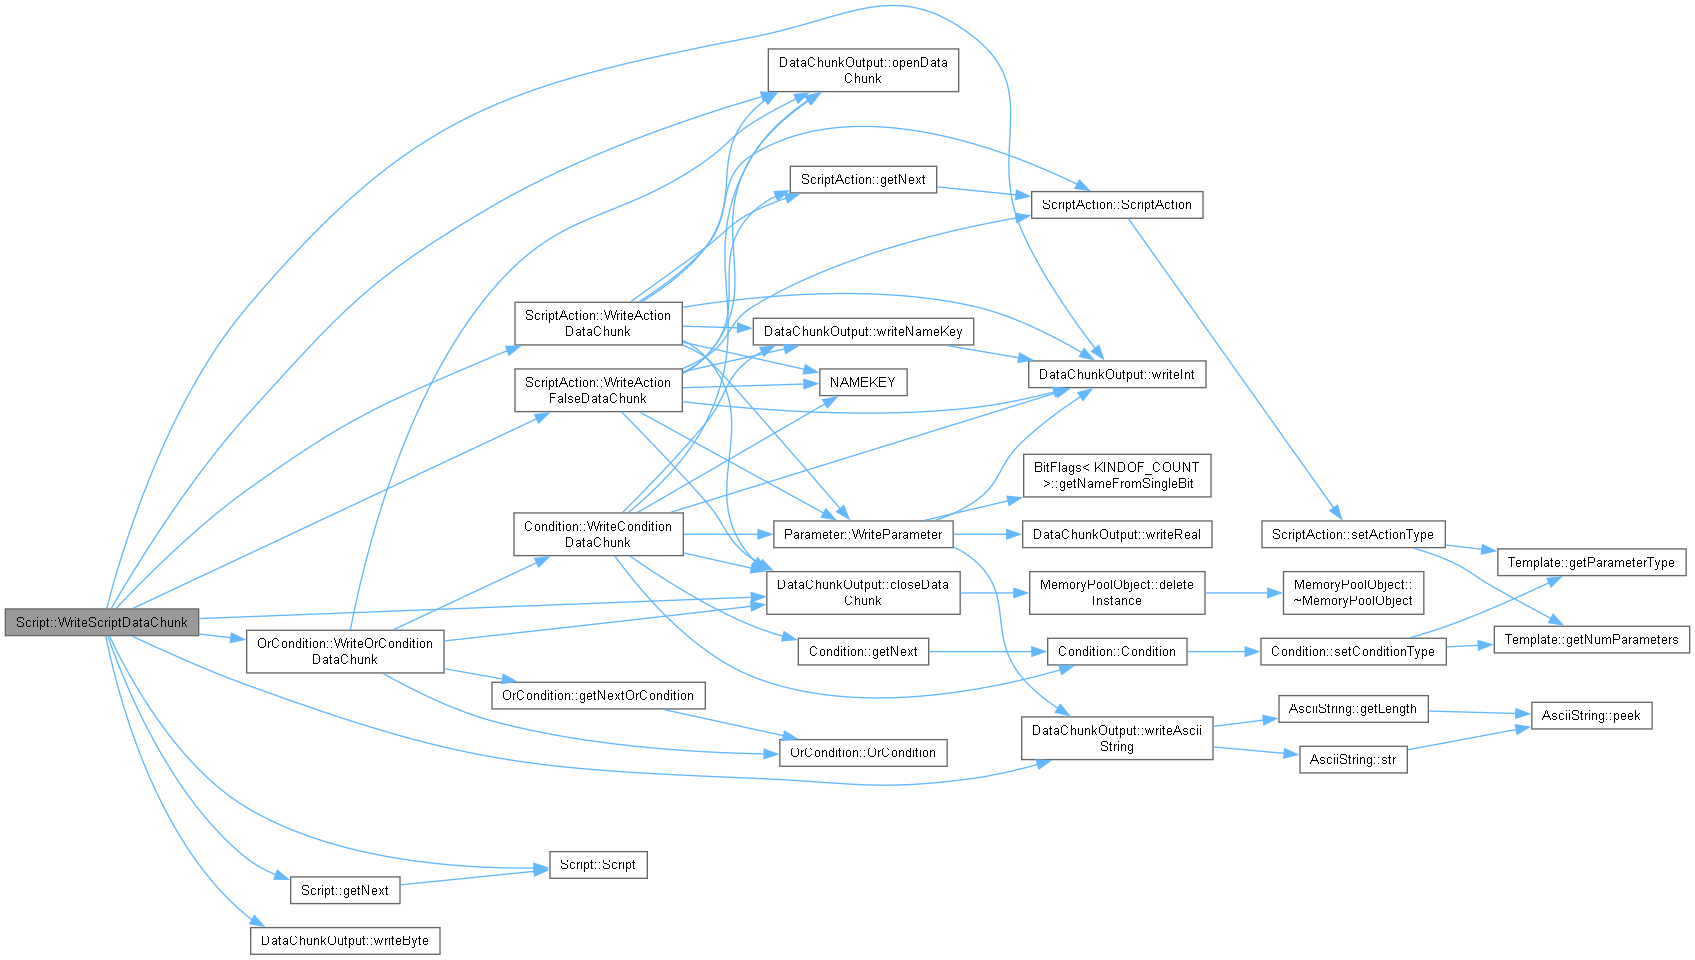 DataChunkOutput::openData
Chunk
ScriptAction::getNext
ScriptAction::ScriptAction
ScriptAction::WriteAction
DataChunk
DataChunkOutput::writeNameKey
DataChunkOutput::writeInt
ScriptAction::WriteAction
FalseDataChunk
NAMEKEY
BitFlags< KINDOF_COUNT
>::getNameFromSingleBit
Condition::WriteCondition
DataChunk
Parameter::WriteParameter
DataChunkOutput::writeReal
ScriptAction::setActionType
Template::getParameterType
DataChunkOutput::closeData
Chunk
MemoryPoolObject::delete
Instance
MemoryPoolObject::
~MemoryPoolObject
Script::WriteScriptDataChunk
OrCondition::WriteOrCondition
DataChunk
Condition::getNext
Condition::Condition
Condition::setConditionType
Template::getNumParameters
OrCondition::getNextOrCondition
OrCondition::OrCondition
DataChunkOutput::writeAscii
String
AsciiString::getLength
AsciiString::peek
AsciiString::str
Script::Script
Script::getNext
DataChunkOutput::writeByte